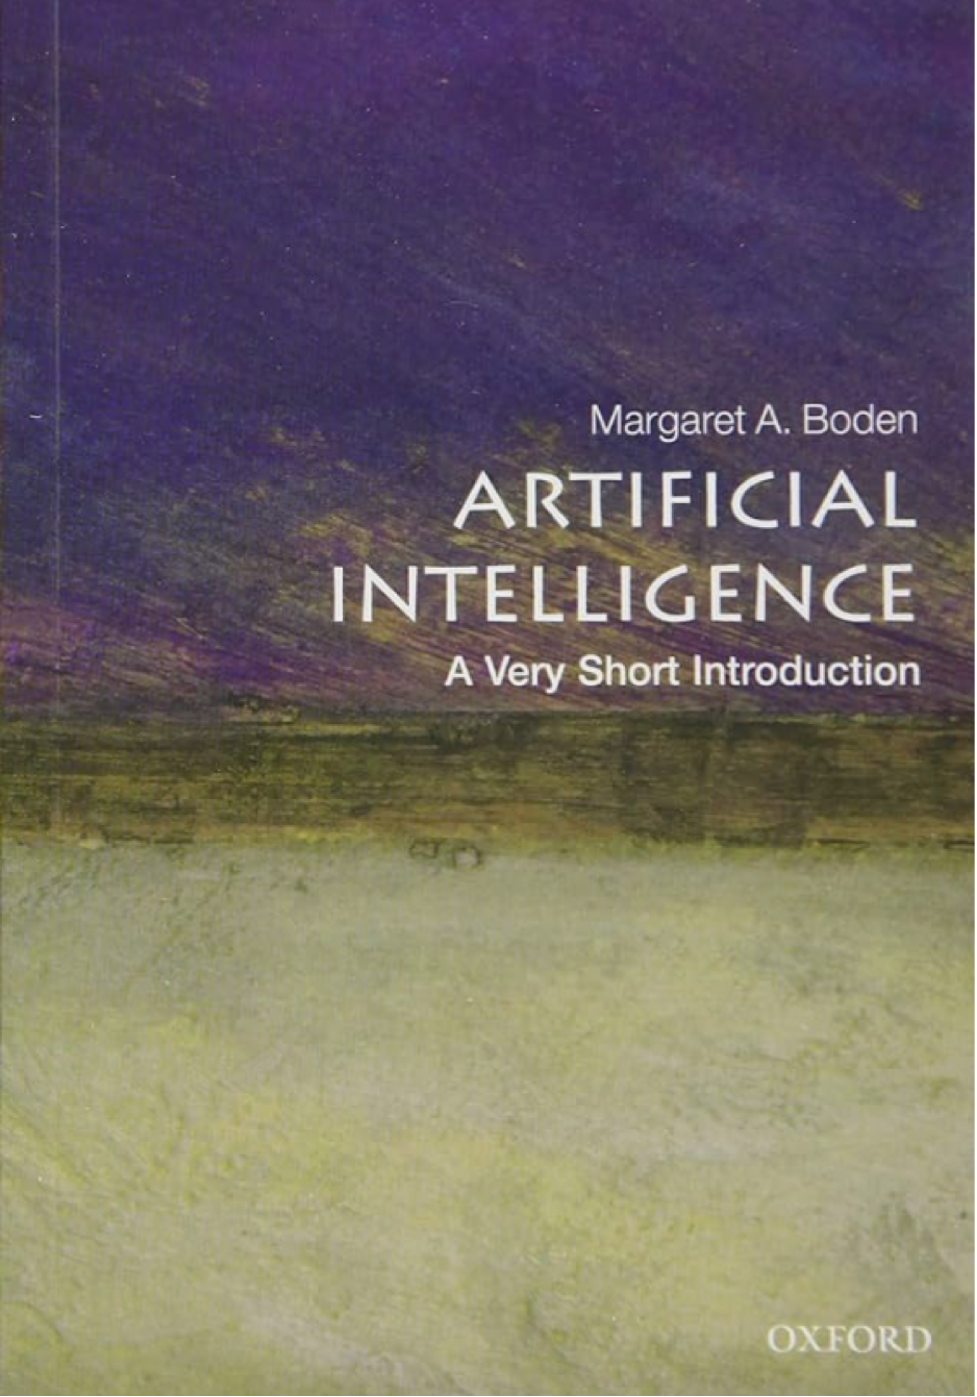 Margaret A. Boden
ARTIFICIAL
INTELLIGENCE
A Very Short Introduction
OXFORD